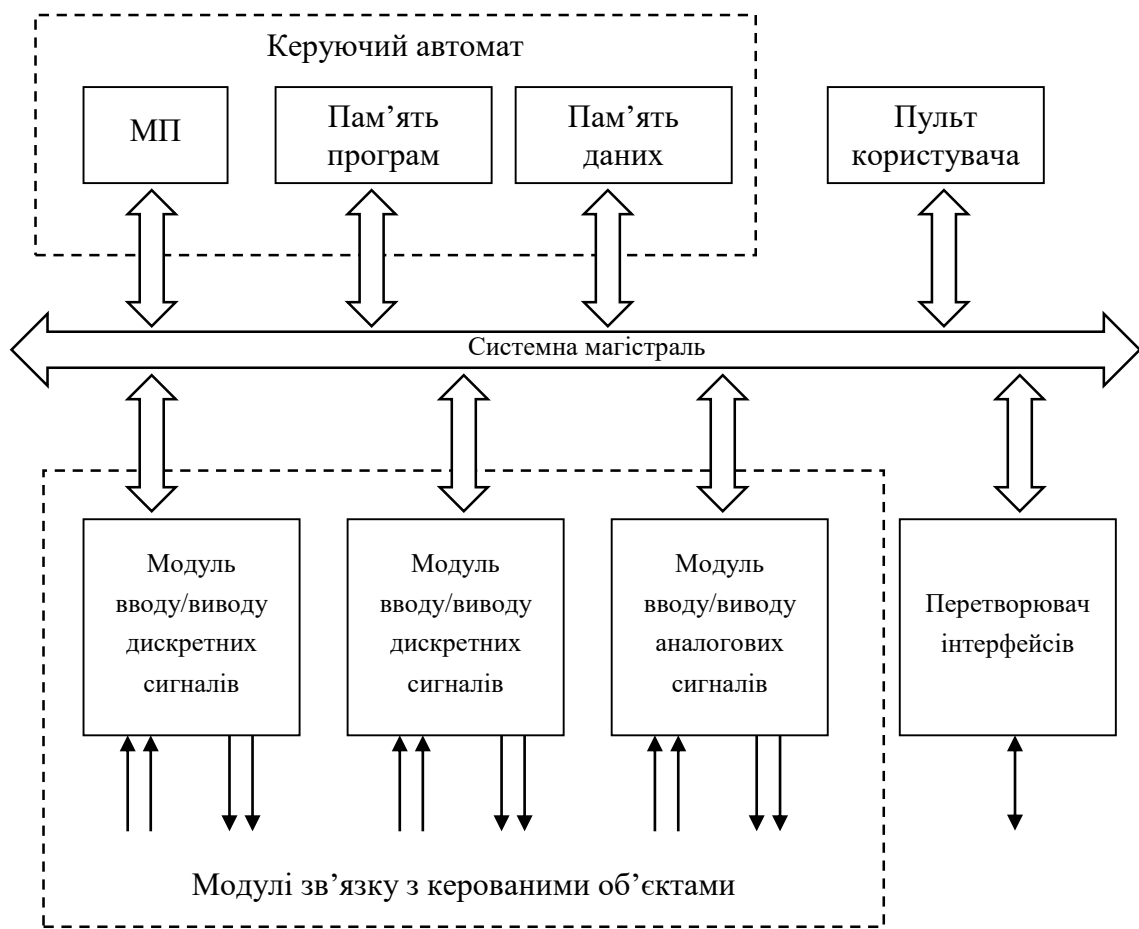 Керуючий автомат
МП
Пам’ять
програм
Пам’ять
даних
Пульт
користувача
Системна магістраль
Модуль
вводу/виводу
дискретних
сигналів
Модуль
вводу/виводу
дискретних
сигналів
Модуль
вводу/виводу
аналогових
сигналів
Перетворювач
інтерфейсів
Модулі зв’язку з керованими об’єктами